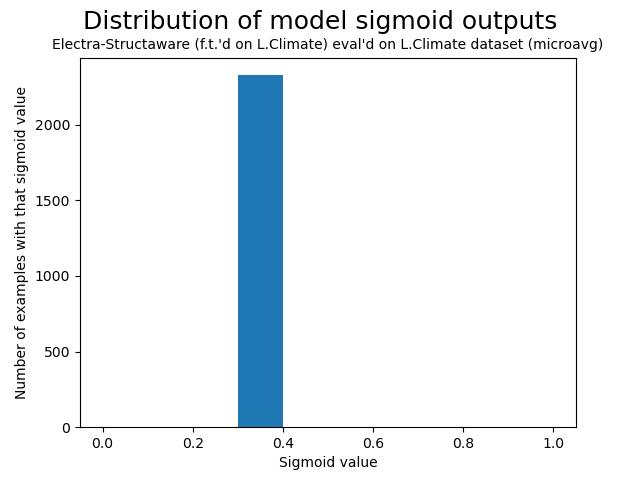 Distribution of model sigmoid outputs
Electra-Structaware (f.t.'d on L.Climate) eval'd on L.Climate dataset (microavg)
Number of examples with that sigmoid value
2000
1500
1000
500
0
0.0 0.2 0.4 0.6 0.8 1.0
Sigmoid value